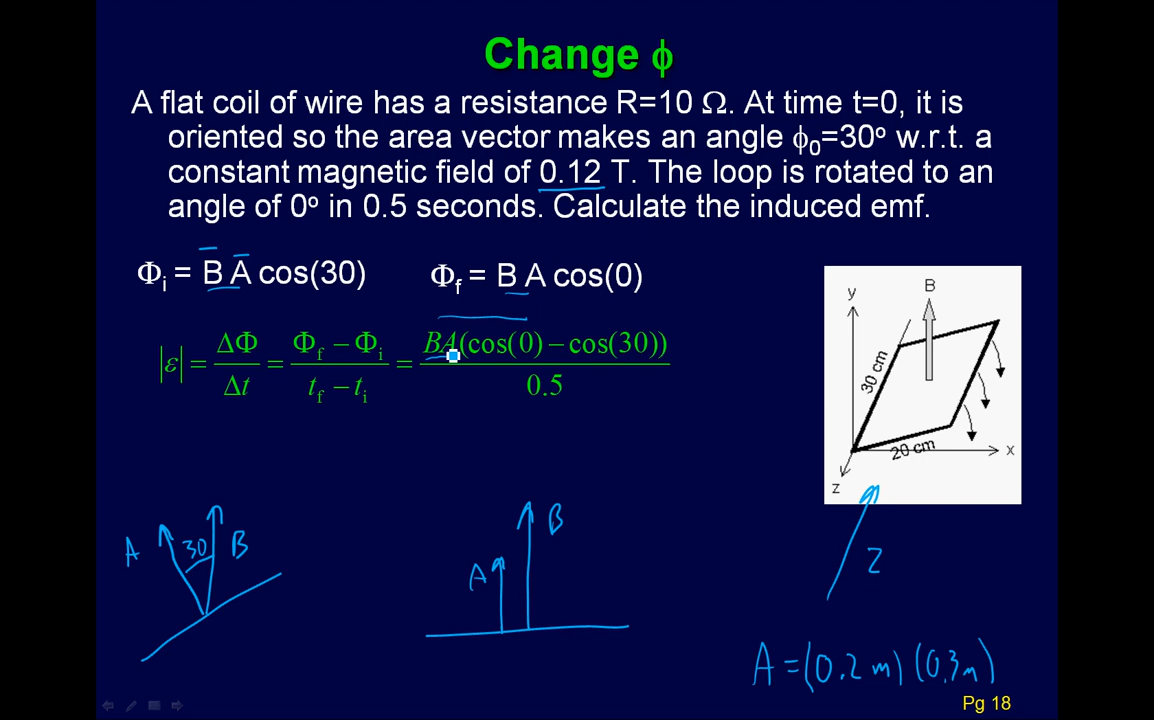 Change ϕ
A flat coil of wire has a resistance R=10 Ω. At time t=0, it is
oriented so the area vector makes an angle ϕ₀=30º w.r.t. a
constant magnetic field of 0.12 T. The loop is rotated to an
angle of 0º in 0.5 seconds. Calculate the induced emf.
Φi = B A cos(30)
Φf = B A cos(0)
|ε| = ΔΦ/Δt = (Φf − Φi)/(tf − ti) = BA(cos(0) − cos(30))/0.5
y
B
30 cm
20 cm
x
z
A
30
B
A
B
z
A = (0.2 m) (0.3 m)
Pg 18